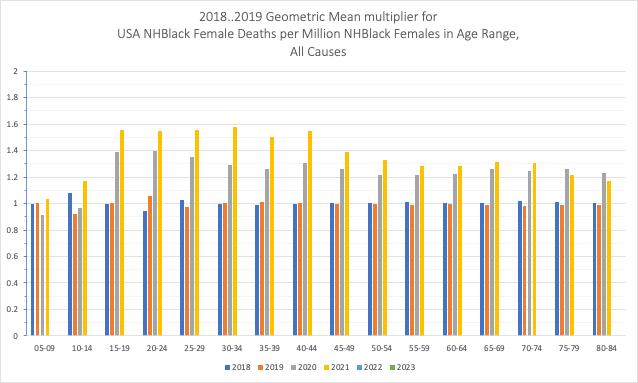 2018..2019 Geometric Mean multiplier for
USA NHBlack Female Deaths per Million NHBlack Females in Age Range,
All Causes
2
1.8
1.6
1.4
1.2
1
0.8
0.6
0.4
0.2
0
05-09 10-14 15-19 20-24 25-29 30-34 35-39 40-44 45-49 50-54 55-59 60-64 65-69 70-74 75-79 80-84
2018 2019 2020 2021 2022 2023